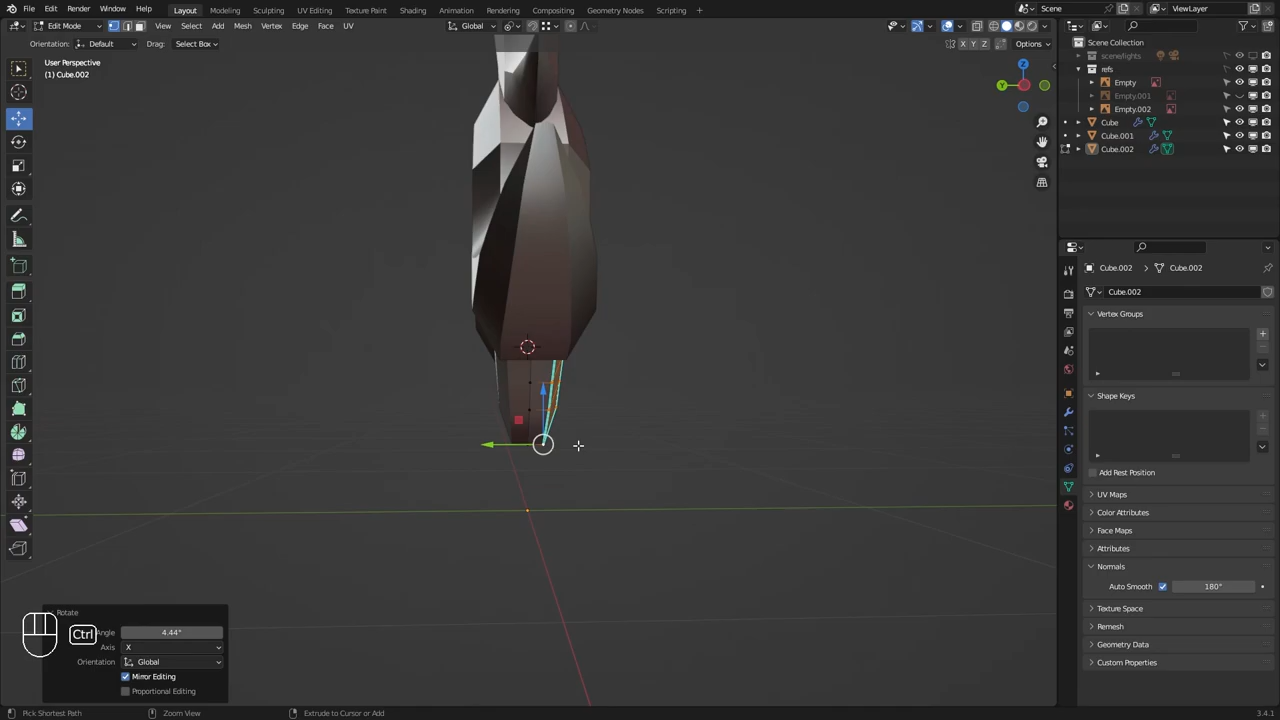 File Edit Render Window Help Layout Modeling Sculpting UV Editing Texture Paint Shading Animation Rendering Compositing Geometry Nodes Scripting Scene ViewLayer
Edit Mode View Select Add Mesh Vertex Edge Face UV Global
Orientation: Default Drag: Select Box X Y Z Options
User Perspective
(1) Cube.002
Z
Y
Scene Collection
scene/lights
refs
Empty
Empty.001
Empty.002
Cube
Cube.001
Cube.002
Cube.002 Cube.002
Cube.002
Vertex Groups
Shape Keys
Add Rest Position
UV Maps
Color Attributes
Face Maps
Attributes
Normals
Auto Smooth 180°
Texture Space
Remesh
Geometry Data
Custom Properties
Rotate
Ctrl
Angle 4.44°
Axis X
Orientation Global
Mirror Editing
Proportional Editing
Pick Shortest Path Zoom View Extrude to Cursor or Add 3.4.1